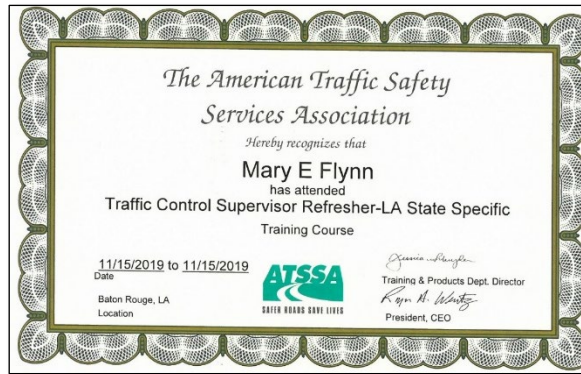 The American Traffic Safety
Services Association
Hereby recognizes that
Mary E Flynn
has attended
Traffic Control Supervisor Refresher-LA State Specific
Training Course
11/15/2019 to 11/15/2019
Date
Baton Rouge, LA
Location
ATSSA
SAFER ROADS SAVE LIVES
Training & Products Dept. Director
President, CEO